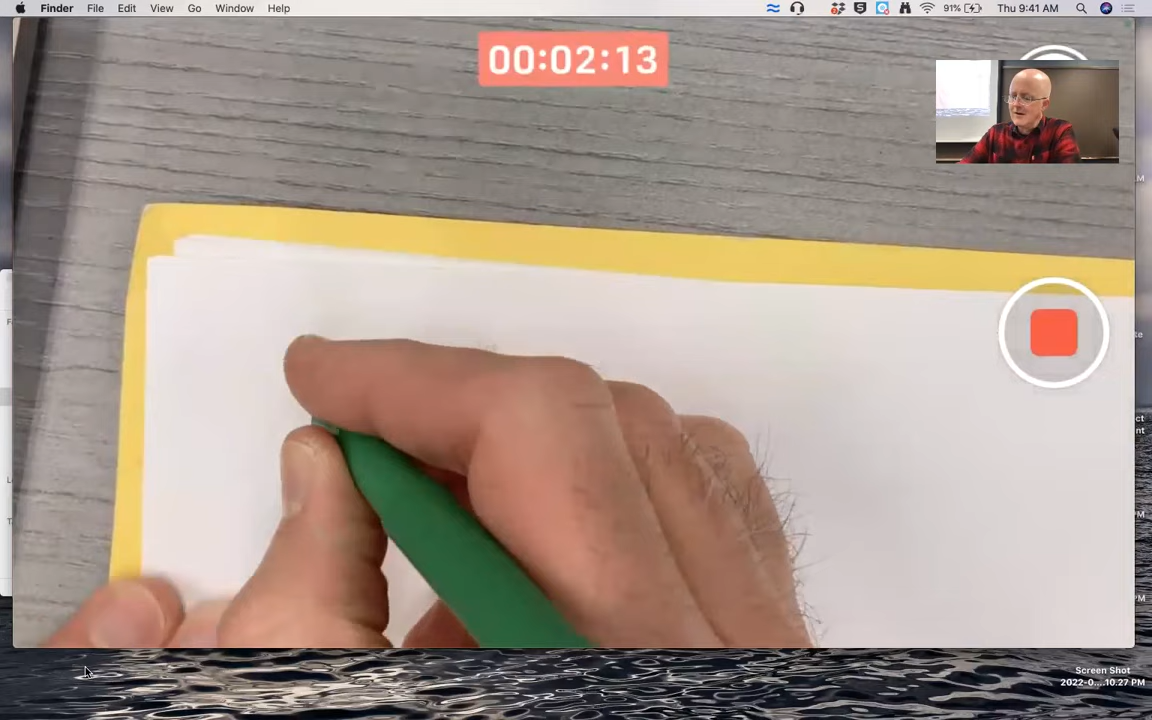 Finder File Edit View Go Window Help 91% Thu 9:41 AM
00:02:13
Screen Shot
2022-0....10.27 PM